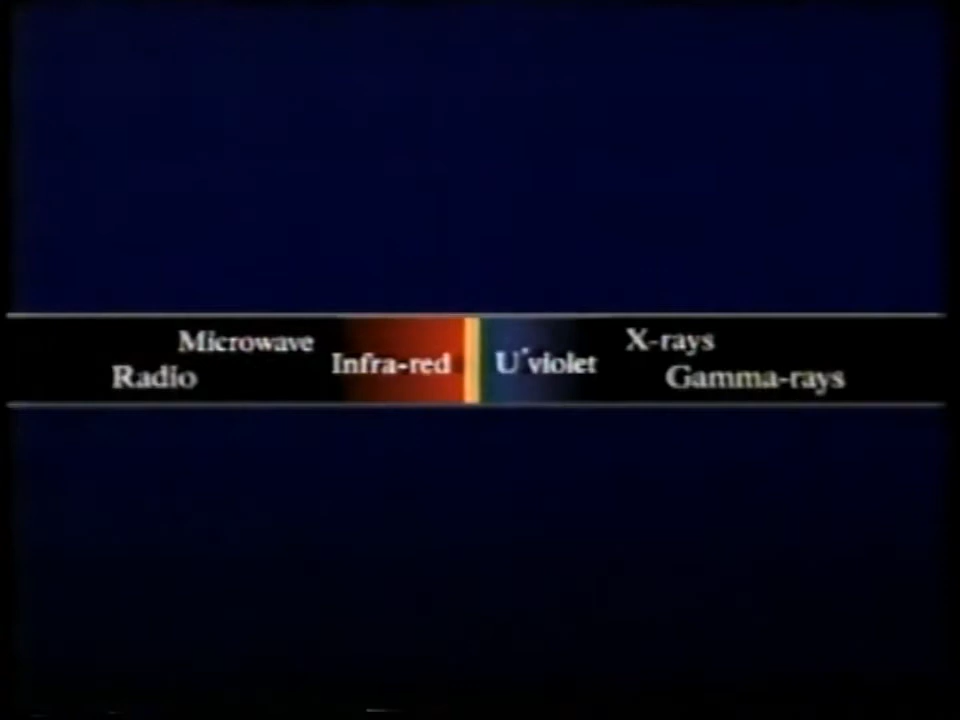 Microwave
Radio
Infra-red
U'violet
X-rays
Gamma-rays